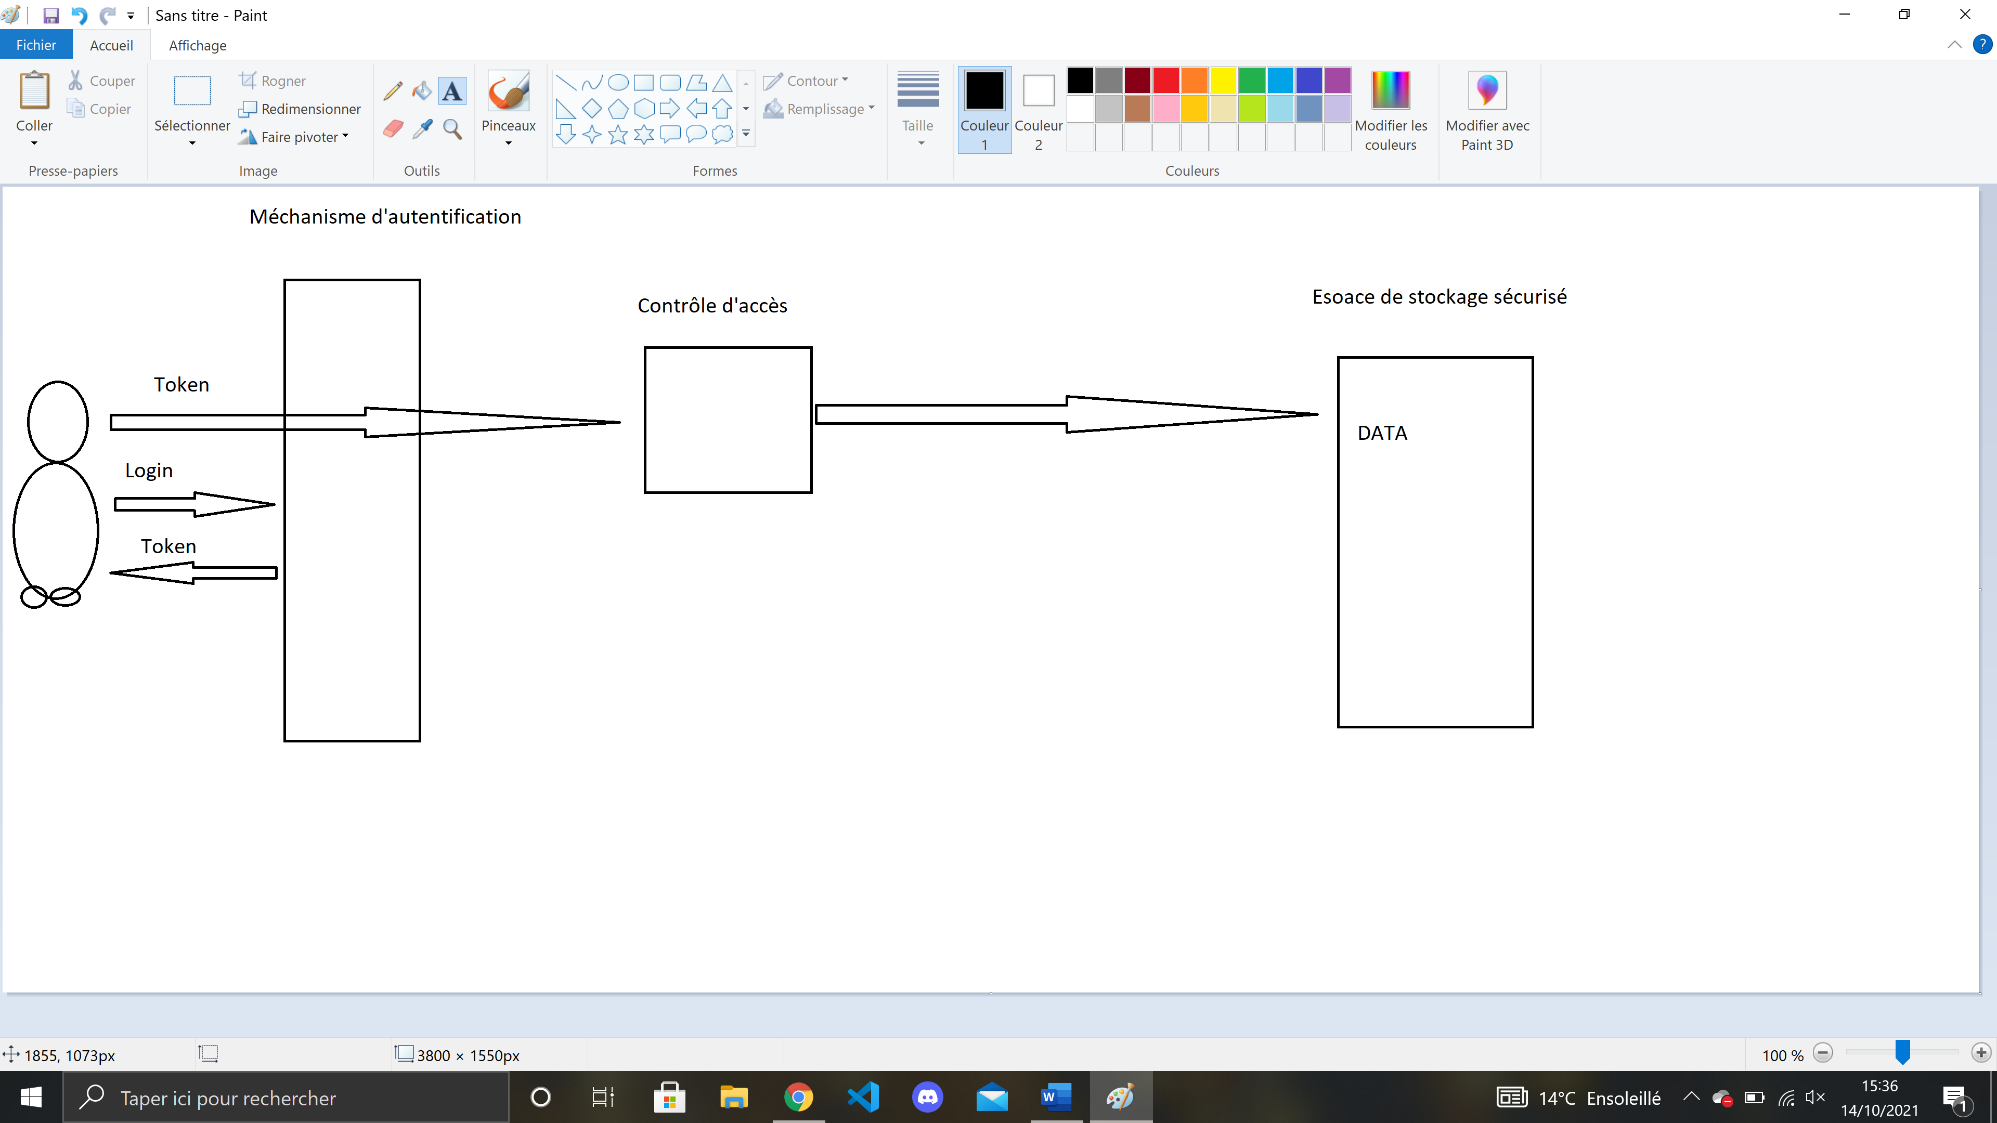 Sans titre - Paint
Fichier
Accueil
Affichage
Coller
Couper
Copier
Presse-papiers
Sélectionner
Rogner
Redimensionner
Faire pivoter
Image
A
Outils
Pinceaux
Formes
Contour
Remplissage
Taille
Couleur
1
Couleur
2
Couleurs
Modifier les
couleurs
Modifier avec
Paint 3D
?
Méchanisme d'autentification
Contrôle d'accès
Esoace de stockage sécurisé
Token
DATA
Login
Token
1855, 1073px
3800 × 1550px
100 %
Taper ici pour rechercher
W
14°C Ensoleillé
15:36
14/10/2021
1